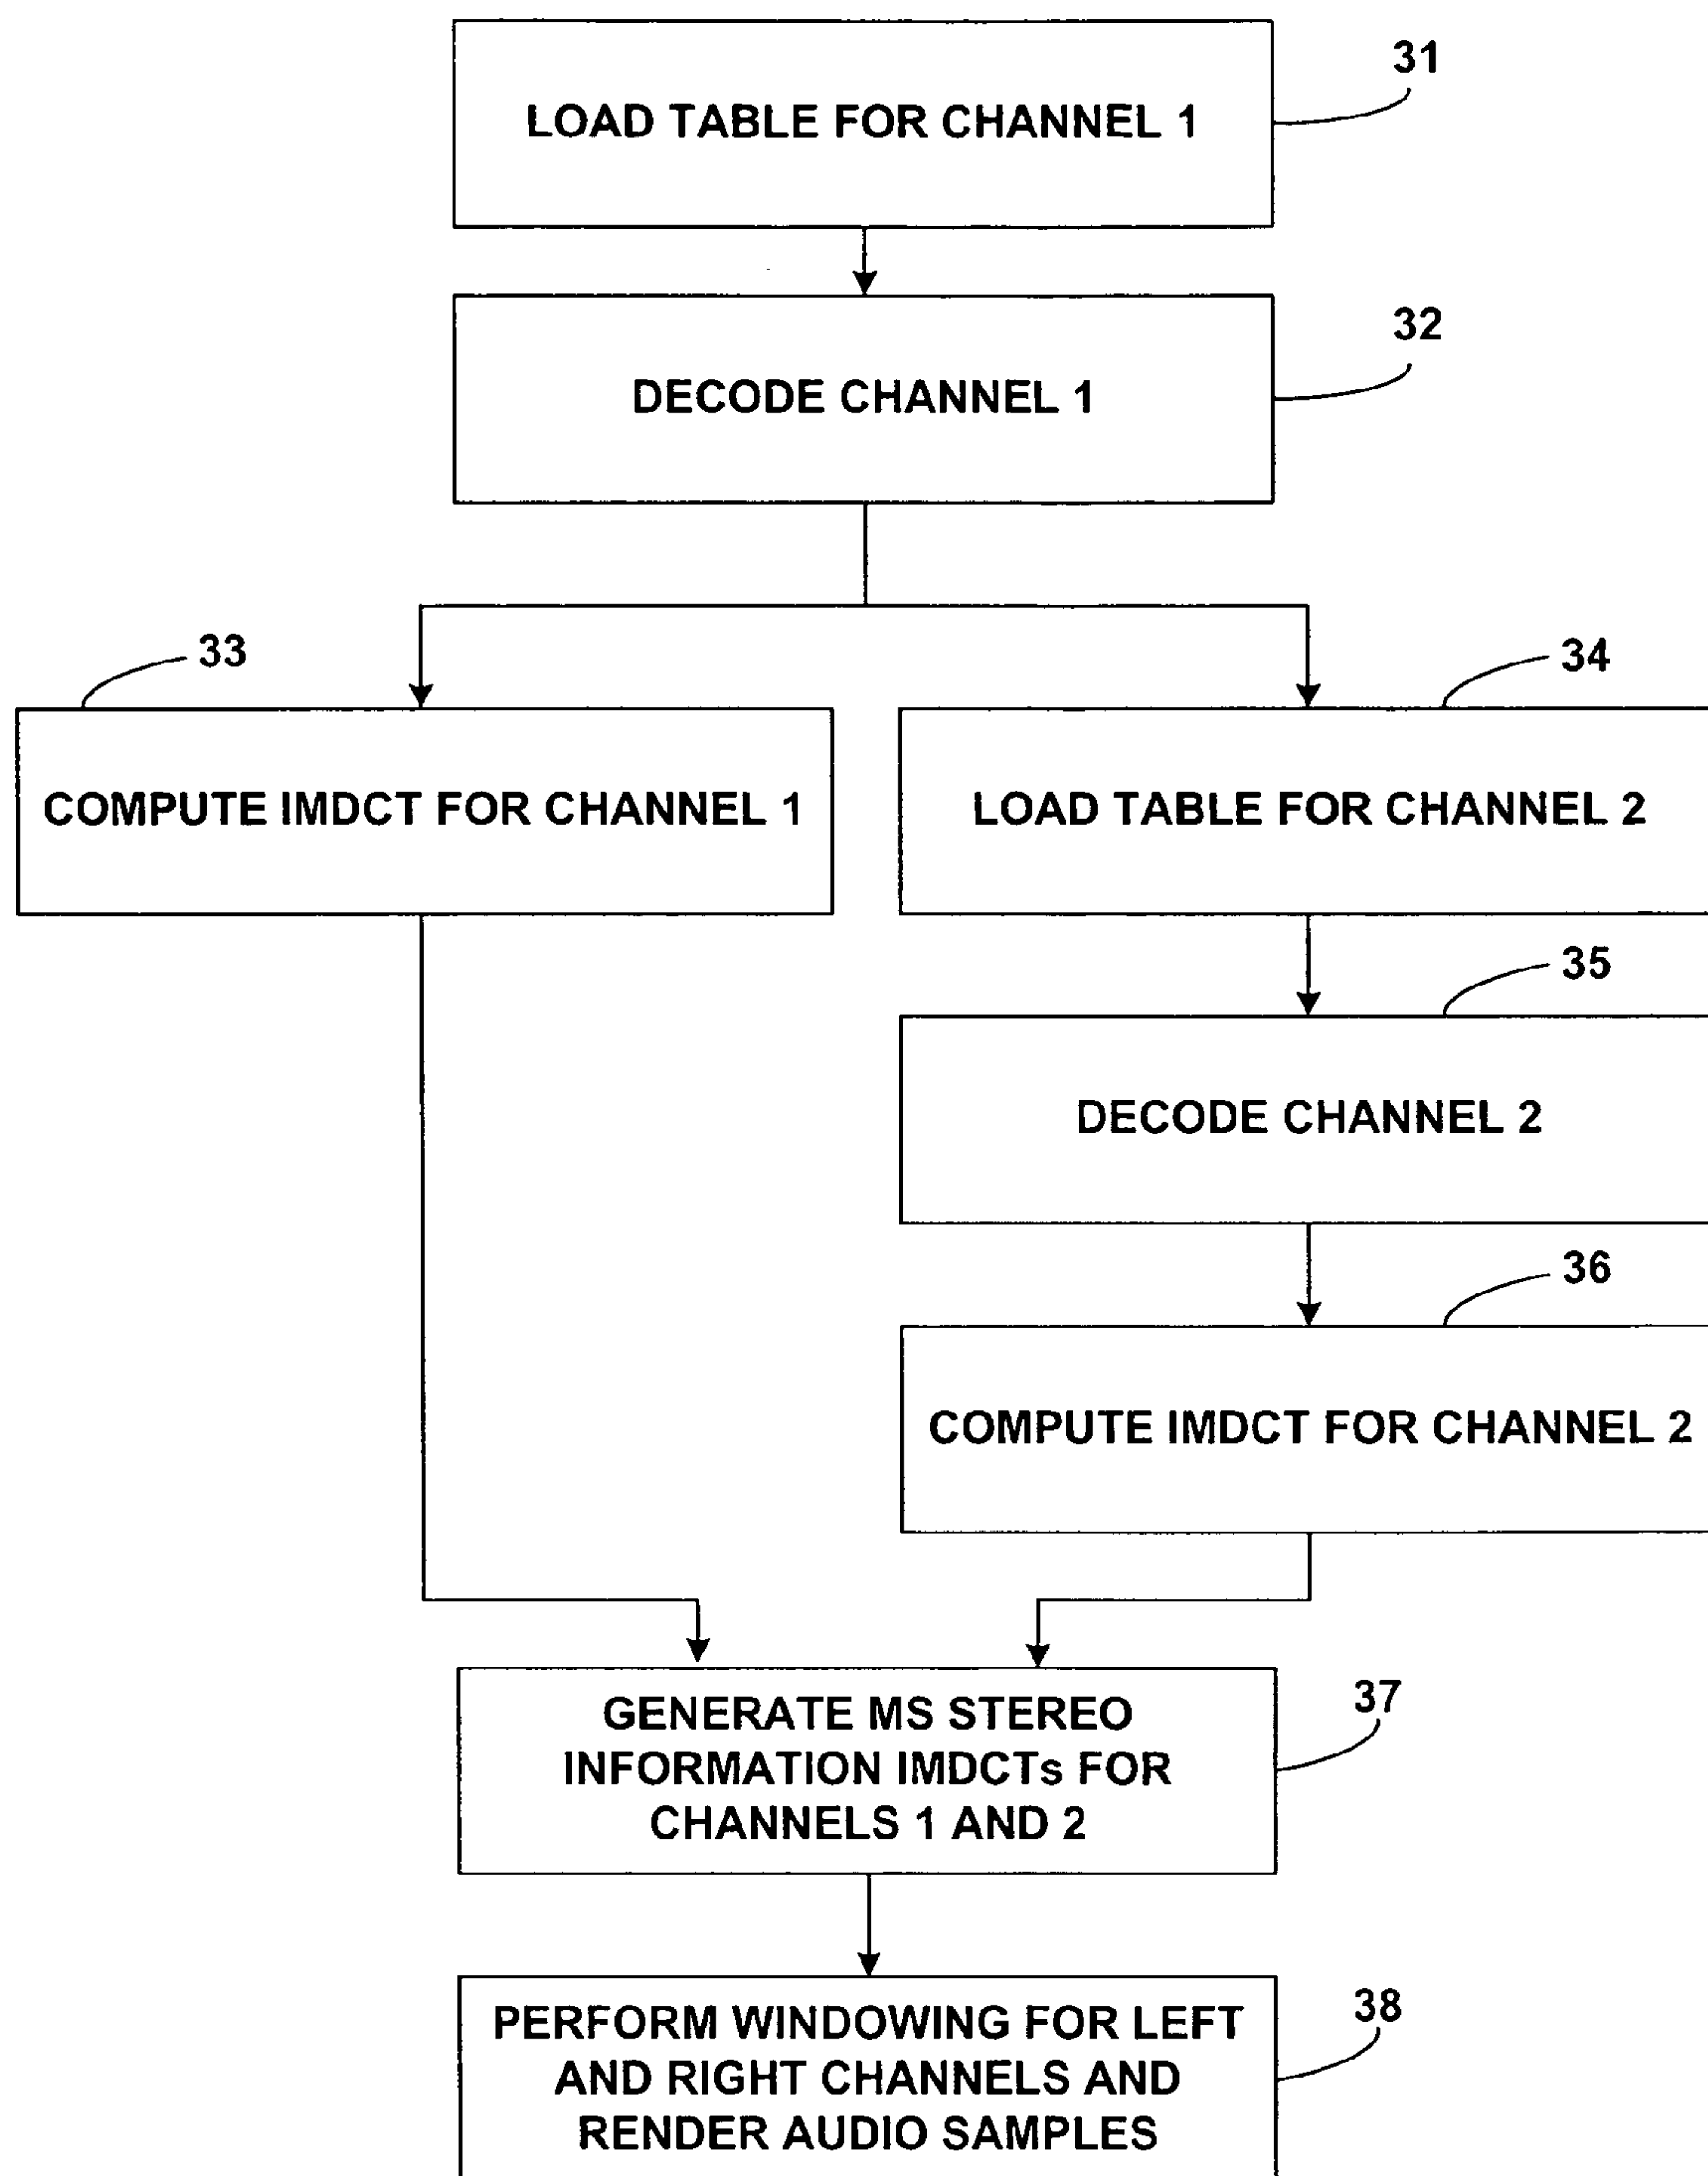 31
LOAD TABLE FOR CHANNEL 1
32
DECODE CHANNEL 1
33
34
COMPUTE IMDCT FOR CHANNEL 1
LOAD TABLE FOR CHANNEL 2
35
DECODE CHANNEL 2
36
COMPUTE IMDCT FOR CHANNEL 2
37
GENERATE MS STEREO
INFORMATION IMDCTs FOR
CHANNELS 1 AND 2
38
PERFORM WINDOWING FOR LEFT
AND RIGHT CHANNELS AND
RENDER AUDIO SAMPLES